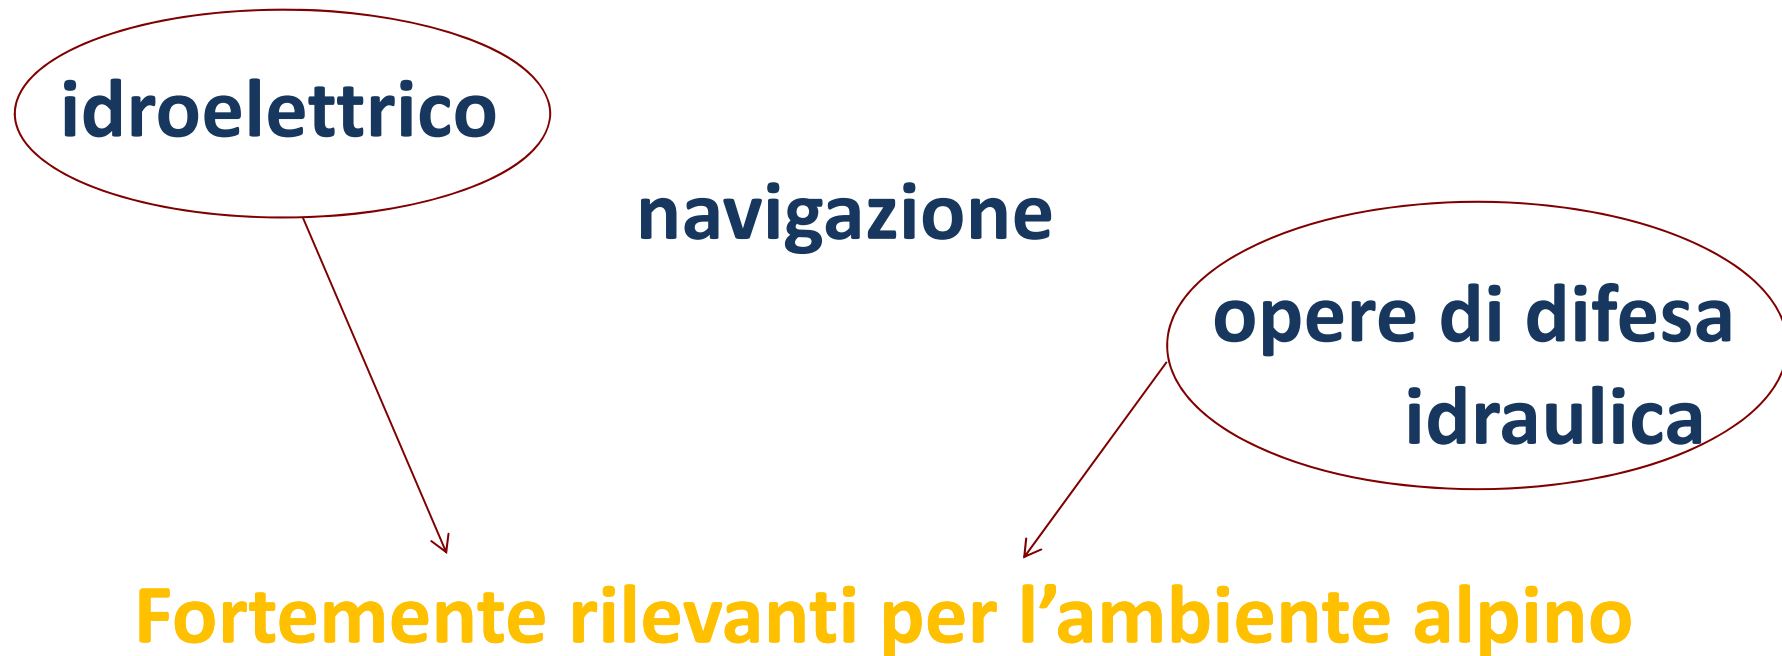 idroelettrico
navigazione
opere di difesa
idraulica
Fortemente rilevanti per l’ambiente alpino